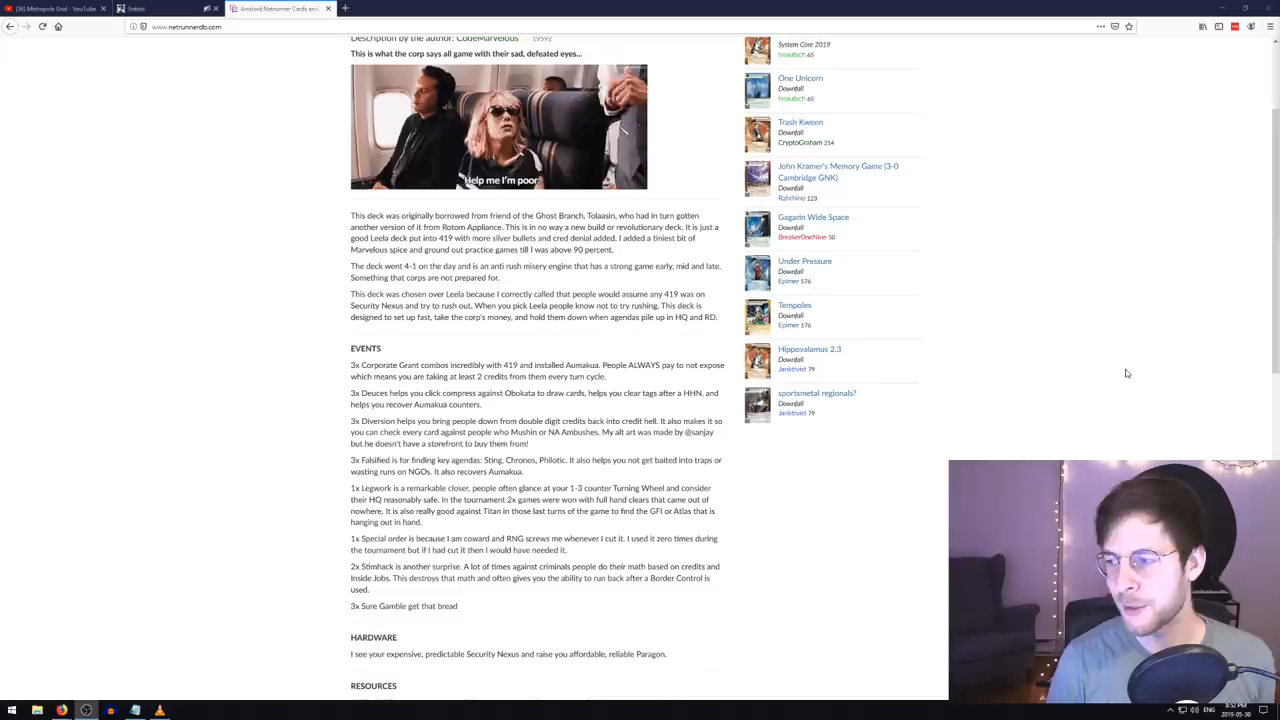 (36) Metropole Grid - YouTube
Jinteki
Android:Netrunner Cards and
www.netrunnerdb.com
Description by the author: CodeMarvelous 19592
This is what the corp says all game with their sad, defeated eyes...
Help me I'm poor
This deck was originally borrowed from friend of the Ghost Branch, Tolaasin, who had in turn gotten
another version of it from Rotom Appliance. This is in no way a new build or revolutionary deck. It is just a
good Leela deck put into 419 with more silver bullets and cred denial added. I added a tiniest bit of
Marvelous spice and ground out practice games till I was above 90 percent.
The deck went 4-1 on the day and is an anti rush misery engine that has a strong game early, mid and late.
Something that corps are not prepared for.
This deck was chosen over Leela because I correctly called that people would assume any 419 was on
Security Nexus and try to rush out. When you pick Leela people know not to try rushing. This deck is
designed to set up fast, take the corp's money, and hold them down when agendas pile up in HQ and RD.
EVENTS
3x Corporate Grant combos incredibly with 419 and installed Aumakua. People ALWAYS pay to not expose
which means you are taking at least 2 credits from them every turn cycle.
3x Deuces helps you click compress against Obokata to draw cards, helps you clear tags after a HHN, and
helps you recover Aumakua counters.
3x Diversion helps you bring people down from double digit credits back into credit hell. It also makes it so
you can check every card against people who Mushin or NA Ambushes. My alt art was made by @sanjay
but he doesn't have a storefront to buy them from!
3x Falsified is for finding key agendas: Sting, Chronos, Philotic. It also helps you not get baited into traps or
wasting runs on NGOs. It also recovers Aumakua.
1x Legwork is a remarkable closer, people often glance at your 1-3 counter Turning Wheel and consider
their HQ reasonably safe. In the tournament 2x games were won with full hand clears that came out of
nowhere. It is also really good against Titan in those last turns of the game to find the GFI or Atlas that is
hanging out in hand.
1x Special order is because I am coward and RNG screws me whenever I cut it. I used it zero times during
the tournament but if I had cut it then I would have needed it.
2x Stimhack is another surprise. A lot of times against criminals people do their math based on credits and
Inside Jobs. This destroys that math and often gives you the ability to run back after a Border Control is
used.
3x Sure Gamble get that bread
HARDWARE
I see your expensive, predictable Security Nexus and raise you affordable, reliable Paragon.
RESOURCES
System Core 2019
hnautsch 65
One Unicorn
Downfall
hnautsch 65
Trash Kween
Downfall
CryptoGraham 214
John Kramer's Memory Game (3-0
Cambridge GNK)
Downfall
Rahrhino 123
Gagarin Wide Space
Downfall
Breaker0neNine 50
Under Pressure
Downfall
Epimer 176
Tempoles
Downfall
Epimer 176
Hippovalamus 2.3
Downfall
Janktivist 79
sportsmetal regionals?
Downfall
Janktivist 79
ENG
8:52 PM
2019-05-30